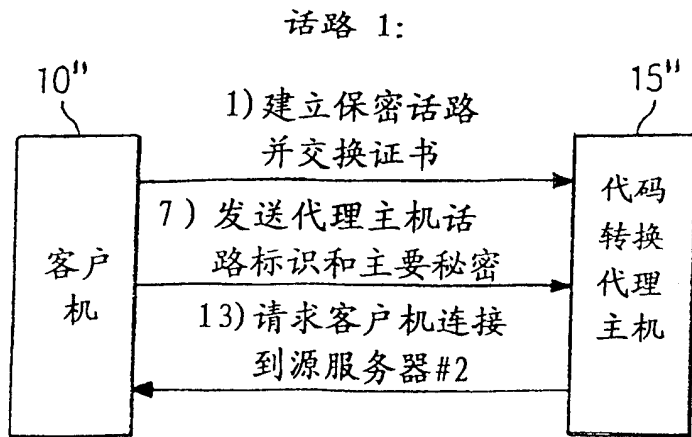 话路 1:
10"
15"
1)建立保密话路
并交换证书
7) 发送代理主机话
路标识和主要秘密
13)请求客户机连接
到源服务器#2
客户
机
代码
转换
代理
主机